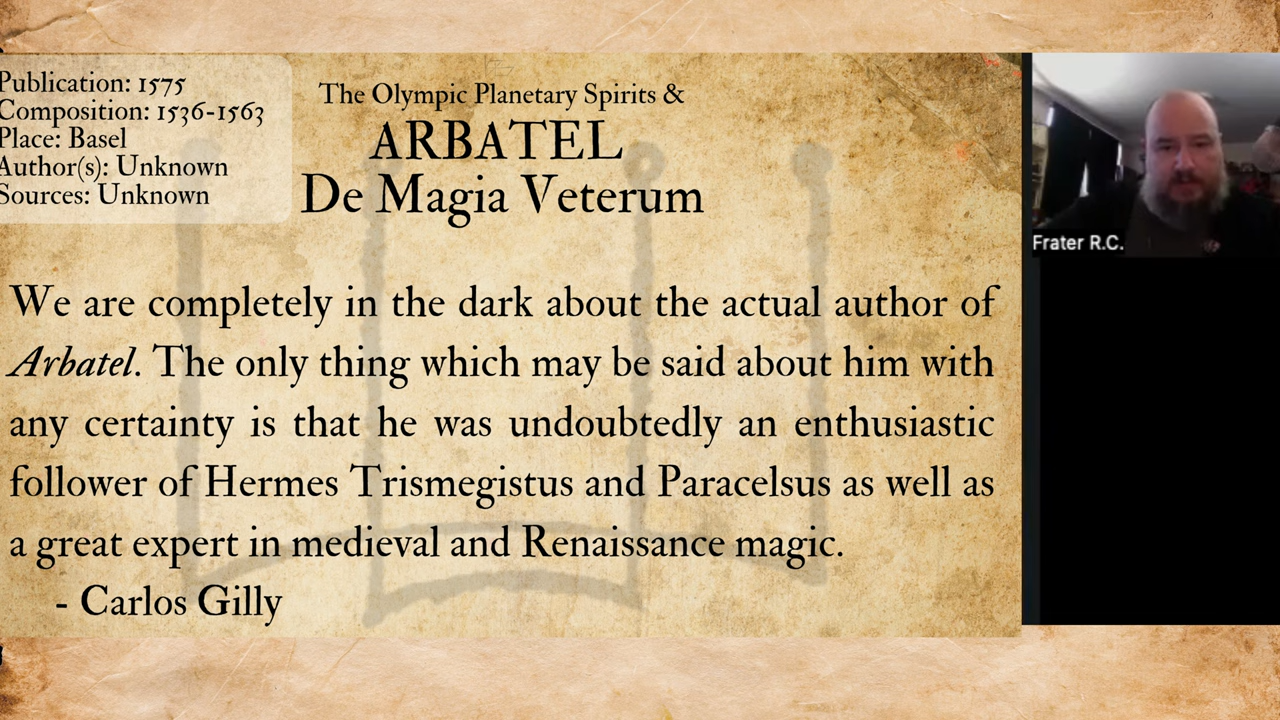 Publication: 1575
Composition: 1536-1563
Place: Basel
Author(s): Unknown
Sources: Unknown
The Olympic Planetary Spirits &
ARBATEL
De Magia Veterum
We are completely in the dark about the actual author of
Arbatel. The only thing which may be said about him with
any certainty is that he was undoubtedly an enthusiastic
follower of Hermes Trismegistus and Paracelsus as well as
a great expert in medieval and Renaissance magic.
- Carlos Gilly
Frater R.C.